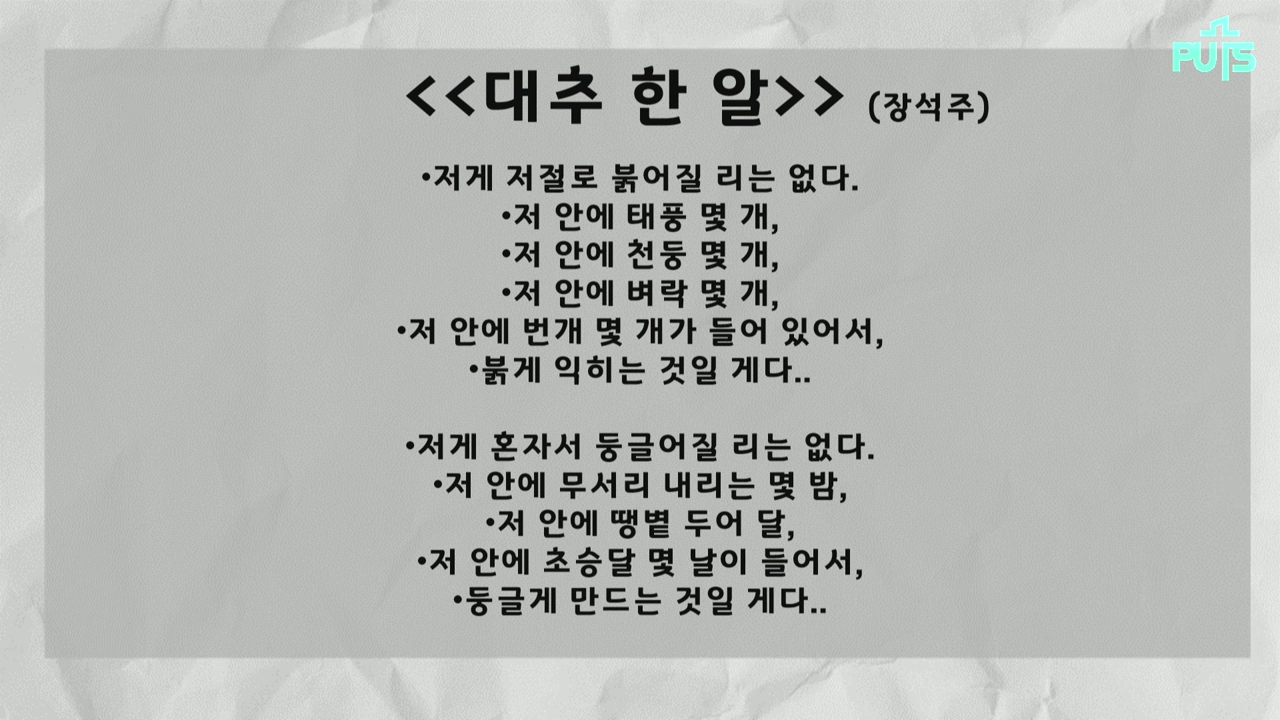 <<대추 한 알>> (장석주)
•저게 저절로 붉어질 리는 없다.
•저 안에 태풍 몇 개,
•저 안에 천둥 몇 개,
•저 안에 벼락 몇 개,
•저 안에 번개 몇 개가 들어 있어서,
•붉게 익히는 것일 게다..
•저게 혼자서 둥글어질 리는 없다.
•저 안에 무서리 내리는 몇 밤,
•저 안에 땡볕 두어 달,
•저 안에 초승달 몇 날이 들어서,
•둥글게 만드는 것일 게다..
PUTS